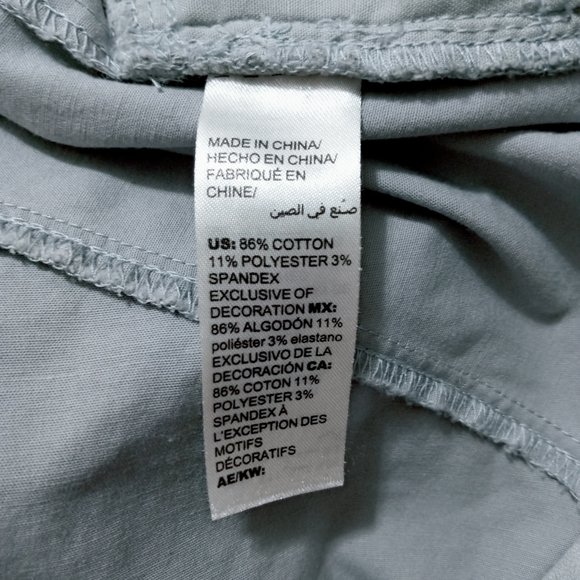 MADE IN CHINA/
HECHO EN CHINA/
FABRIQUÉ EN
CHINE/
صنع في الصين
US: 86% COTTON
11% POLYESTER 3%
SPANDEX
EXCLUSIVE OF
DECORATION MX:
86% ALGODÓN 11%
poliéster 3% elastano
EXCLUSIVO DE LA
DECORACIÓN CA:
86% COTON 11%
POLYESTER 3%
SPANDEX À
L'EXCEPTION DES
MOTIFS
DÉCORATIFS
AE/KW: